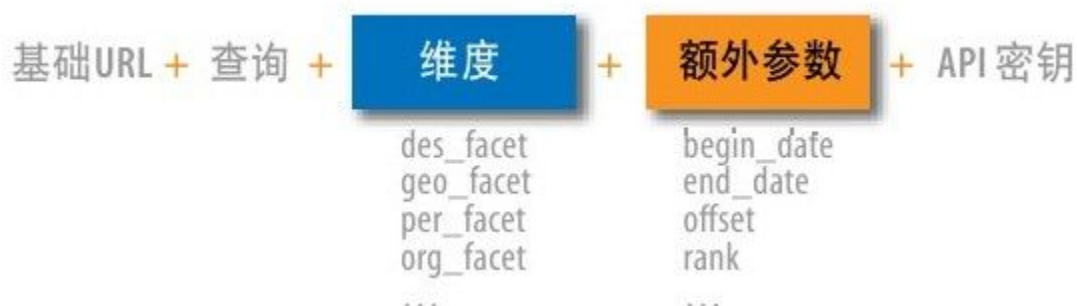 基础URL + 查询 + 维度 + 额外参数 + API 密钥
des_facet
geo_facet
per_facet
org_facet
...
begin_date
end_date
offset
rank
...